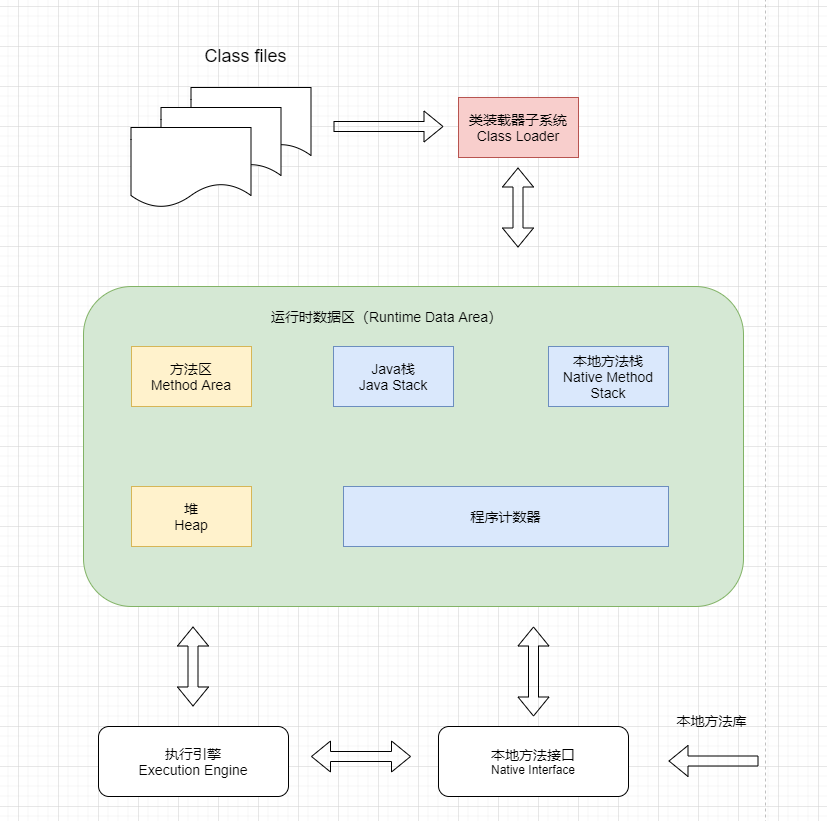 Class files
类装载器子系统
Class Loader
运行时数据区（Runtime Data Area）
方法区
Method Area
Java栈
Java Stack
本地方法栈
Native Method
Stack
堆
Heap
程序计数器
执行引擎
Execution Engine
本地方法接口
Native Interface
本地方法库